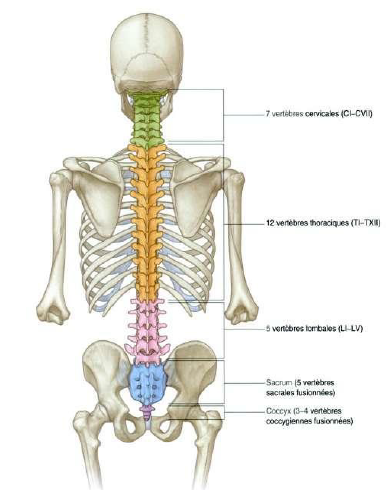 7 vertèbres cervicales (CI–CVII)
12 vertèbres thoraciques (TI–TXII)
5 vertèbres lombales (LI–LV)
Sacrum (5 vertèbres
sacrales fusionnées)
Coccyx (3–4 vertèbres
coccygiennes fusionnées)